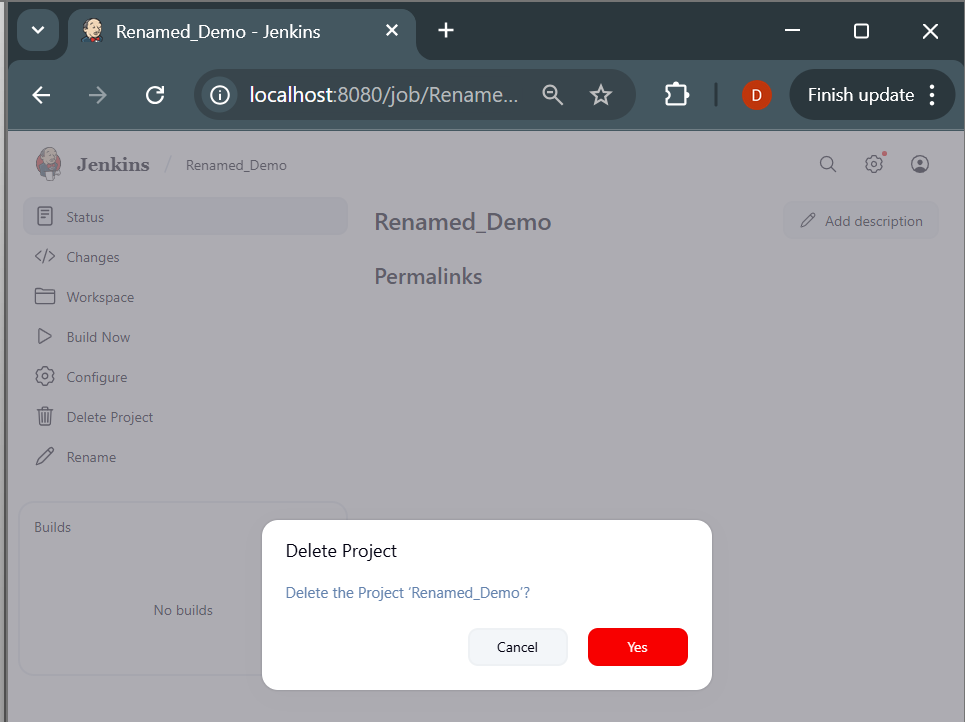 Renamed_Demo - Jenkins
localhost:8080/job/Rename...
D
Finish update
Jenkins / Renamed_Demo
Status
Renamed_Demo
Add description
Changes
Permalinks
Workspace
Build Now
Configure
Delete Project
Rename
Builds
No builds
Delete Project
Delete the Project ‘Renamed_Demo’?
Cancel
Yes